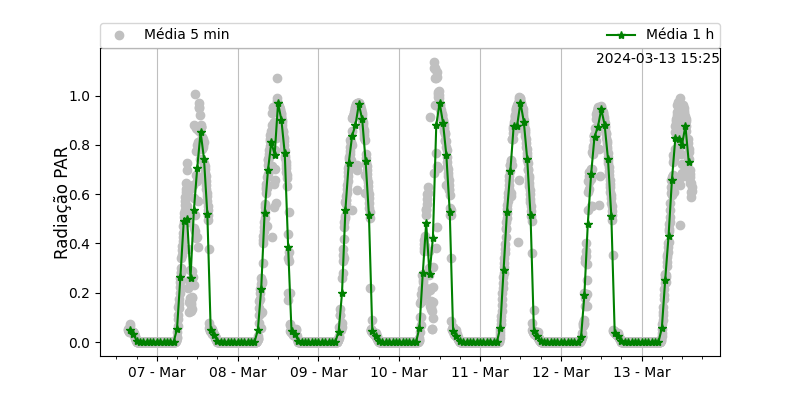 Média 5 min
Média 1 h
2024-03-13 15:25
Radiação PAR
1.0
0.8
0.6
0.4
0.2
0.0
07 - Mar
08 - Mar
09 - Mar
10 - Mar
11 - Mar
12 - Mar
13 - Mar